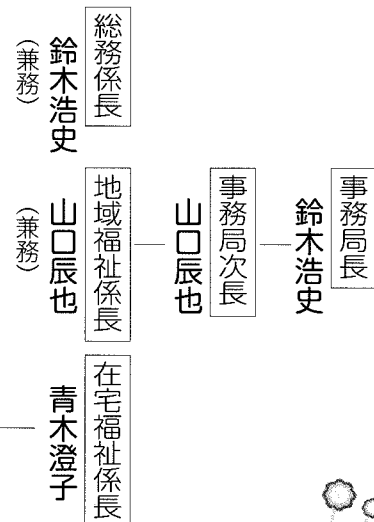 事務局長
鈴木浩史
事務局次長
山口辰也
総務係長
鈴木浩史
（兼務）
地域福祉係長
山口辰也
（兼務）
在宅福祉係長
青木澄子